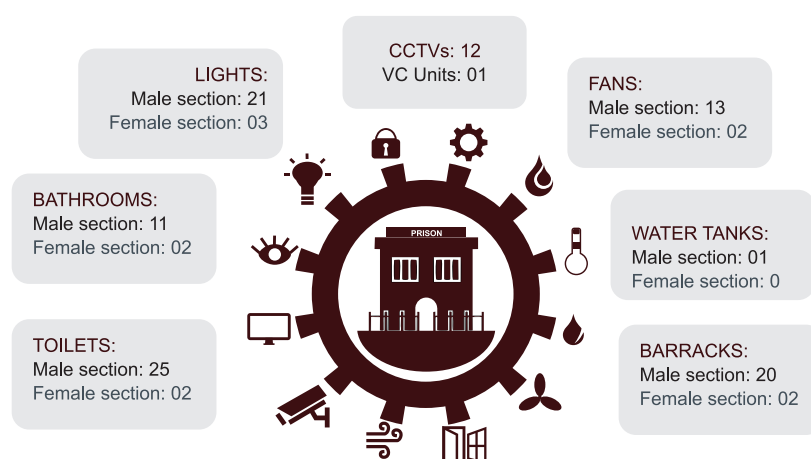 CCTVs: 12
VC Units: 01
LIGHTS:
Male section: 21
Female section: 03
FANS:
Male section: 13
Female section: 02
BATHROOMS:
Male section: 11
Female section: 02
PRISON
WATER TANKS:
Male section: 01
Female section: 0
TOILETS:
Male section: 25
Female section: 02
BARRACKS:
Male section: 20
Female section: 02